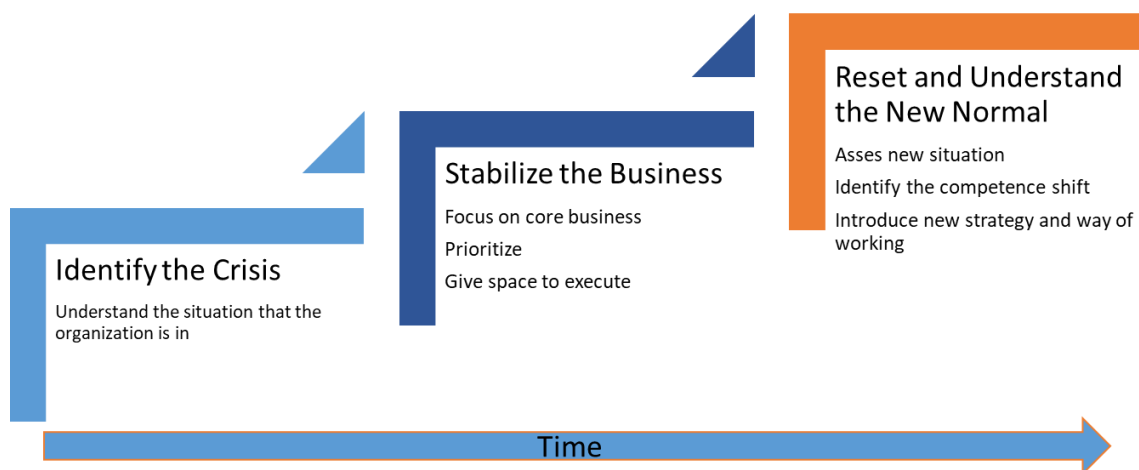 Identify the Crisis
Understand the situation that the
organization is in
Stabilize the Business
Focus on core business
Prioritize
Give space to execute
Reset and Understand
the New Normal
Asses new situation
Identify the competence shift
Introduce new strategy and way of
working
Time